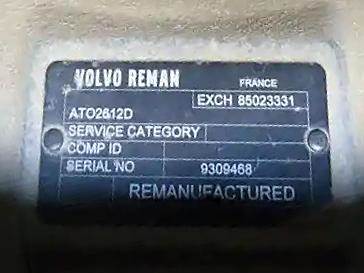 VOLVO REMAN FRANCE
EXCH 85023331
ATO2612D
SERVICE CATEGORY
COMP ID
SERIAL NO 9309468
REMANUFACTURED